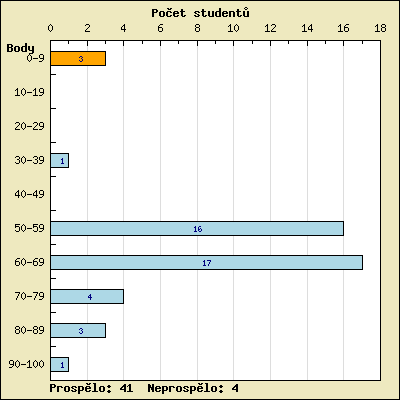 Počet studentů
0 2 4 6 8 10 12 14 16 18
Body
0-9 3
10-19
20-29
30-39 1
40-49
50-59 16
60-69 17
70-79 4
80-89 3
90-100 1
Prospělo: 41 Neprospělo: 4